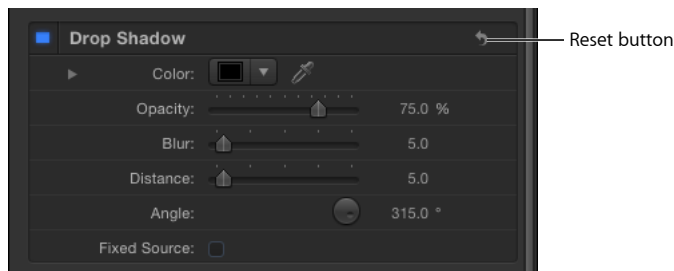 Drop Shadow
Reset button
Color:
Opacity: 75.0 %
Blur: 5.0
Distance: 5.0
Angle: 315.0 °
Fixed Source: